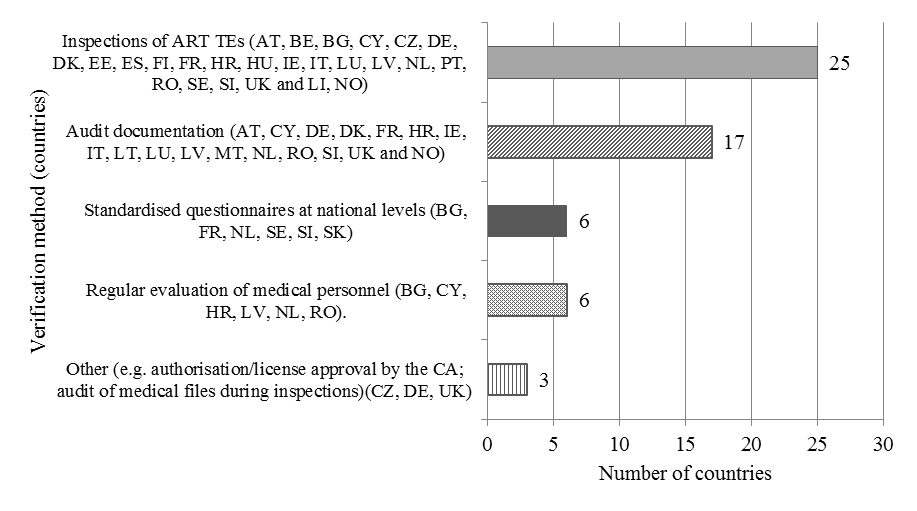 Verification method (countries)
Inspections of ART TEs (AT, BE, BG, CY, CZ, DE,
DK, EE, ES, FI, FR, HR, HU, IE, IT, LU, LV, NL, PT,
RO, SE, SI, UK and LI, NO)
25
Audit documentation (AT, CY, DE, DK, FR, HR, IE,
IT, LT, LU, LV, MT, NL, RO, SI, UK and NO)
17
Standardised questionnaires at national levels (BG,
FR, NL, SE, SI, SK)
6
Regular evaluation of medical personnel (BG, CY,
HR, LV, NL, RO).
6
Other (e.g. authorisation/license approval by the CA;
audit of medical files during inspections)(CZ, DE, UK)
3
0 5 10 15 20 25 30
Number of countries